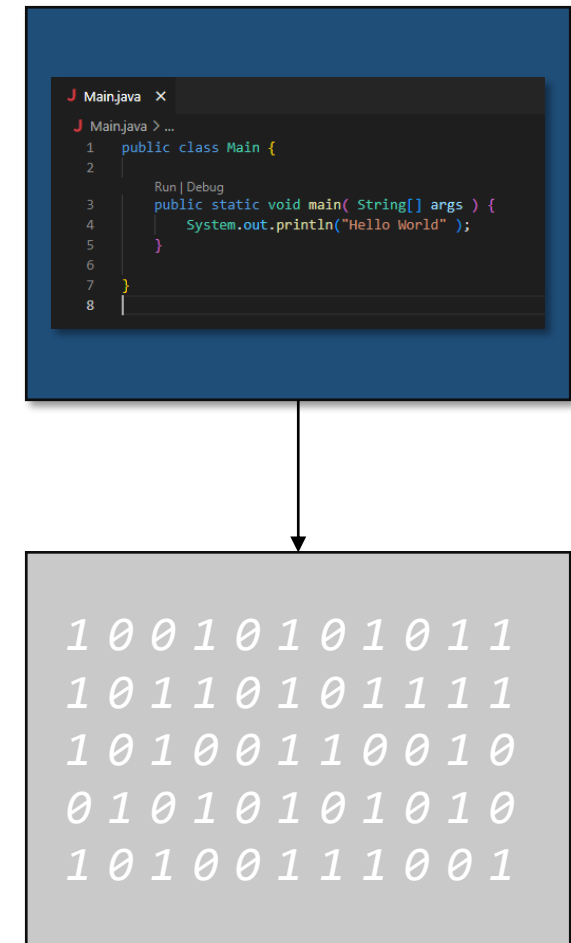 J Main.java ×
J Main.java > ...
1 public class Main {
2
Run | Debug
3 public static void main( String[] args ) {
4 System.out.println("Hello World" );
5 }
6
7 }
8
1 0 0 1 0 1 0 1 0 1 1
1 0 1 1 0 1 0 1 1 1 1
1 0 1 0 0 1 1 0 0 1 0
0 1 0 1 0 1 0 1 0 1 0
1 0 1 0 0 1 1 1 0 0 1